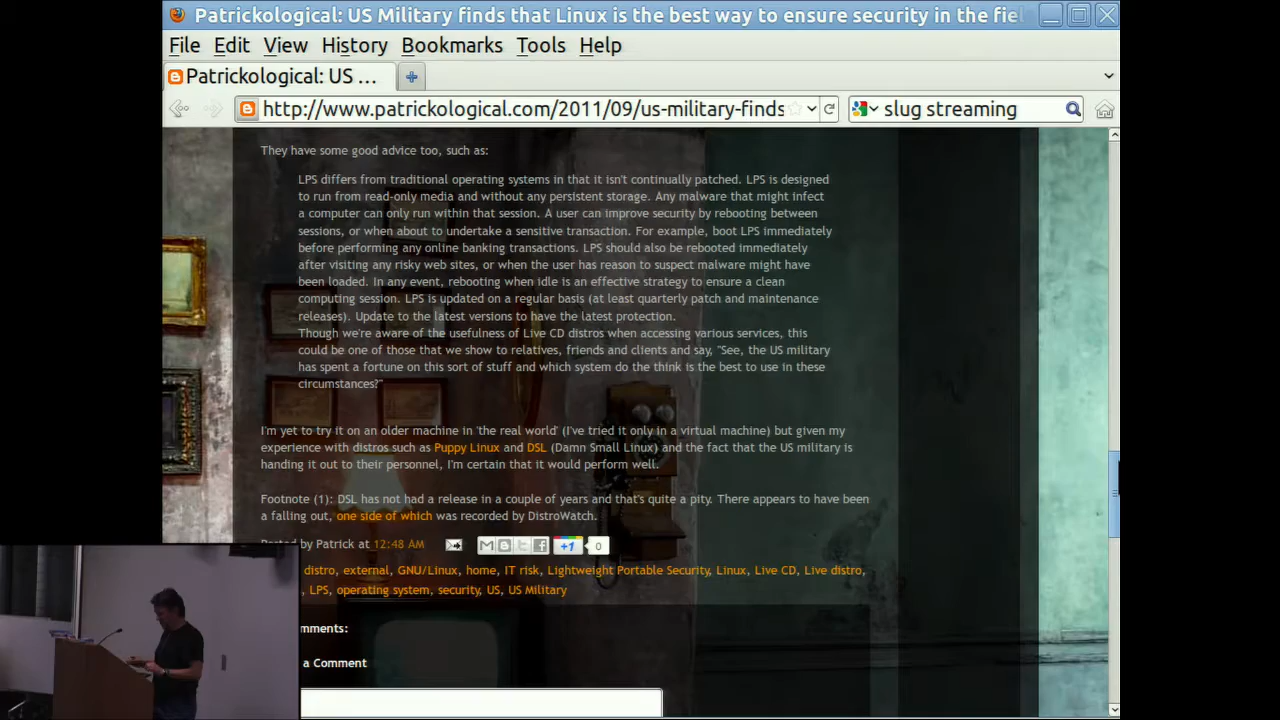 Patrickological: US Military finds that Linux is the best way to ensure security in the fiel
File Edit View History Bookmarks Tools Help
Patrickological: US ...
http://www.patrickological.com/2011/09/us-military-finds
slug streaming
They have some good advice too, such as:
LPS differs from traditional operating systems in that it isn't continually patched. LPS is designed
to run from read-only media and without any persistent storage. Any malware that might infect
a computer can only run within that session. A user can improve security by rebooting between
sessions, or when about to undertake a sensitive transaction. For example, boot LPS immediately
before performing any online banking transactions. LPS should also be rebooted immediately
after visiting any risky web sites, or when the user has reason to suspect malware might have
been loaded. In any event, rebooting when idle is an effective strategy to ensure a clean
computing session. LPS is updated on a regular basis (at least quarterly patch and maintenance
releases). Update to the latest versions to have the latest protection.
Though we're aware of the usefulness of Live CD distros when accessing various services, this
could be one of those that we show to relatives, friends and clients and say, "See, the US military
has spent a fortune on this sort of stuff and which system do the think is the best to use in these
circumstances?"
I'm yet to try it on an older machine in 'the real world' (I've tried it only in a virtual machine) but given my
experience with distros such as Puppy Linux and DSL (Damn Small Linux) and the fact that the US military is
handing it out to their personnel, I'm certain that it would perform well.
Footnote (1): DSL has not had a release in a couple of years and that's quite a pity. There appears to have been
a falling out, one side of which was recorded by DistroWatch.
by Patrick at 12:48 AM
+1 0
distro, external, GNU/Linux, home, IT risk, Lightweight Portable Security, Linux, Live CD, Live distro,
, LPS, operating system, security, US, US Military
omments:
a Comment